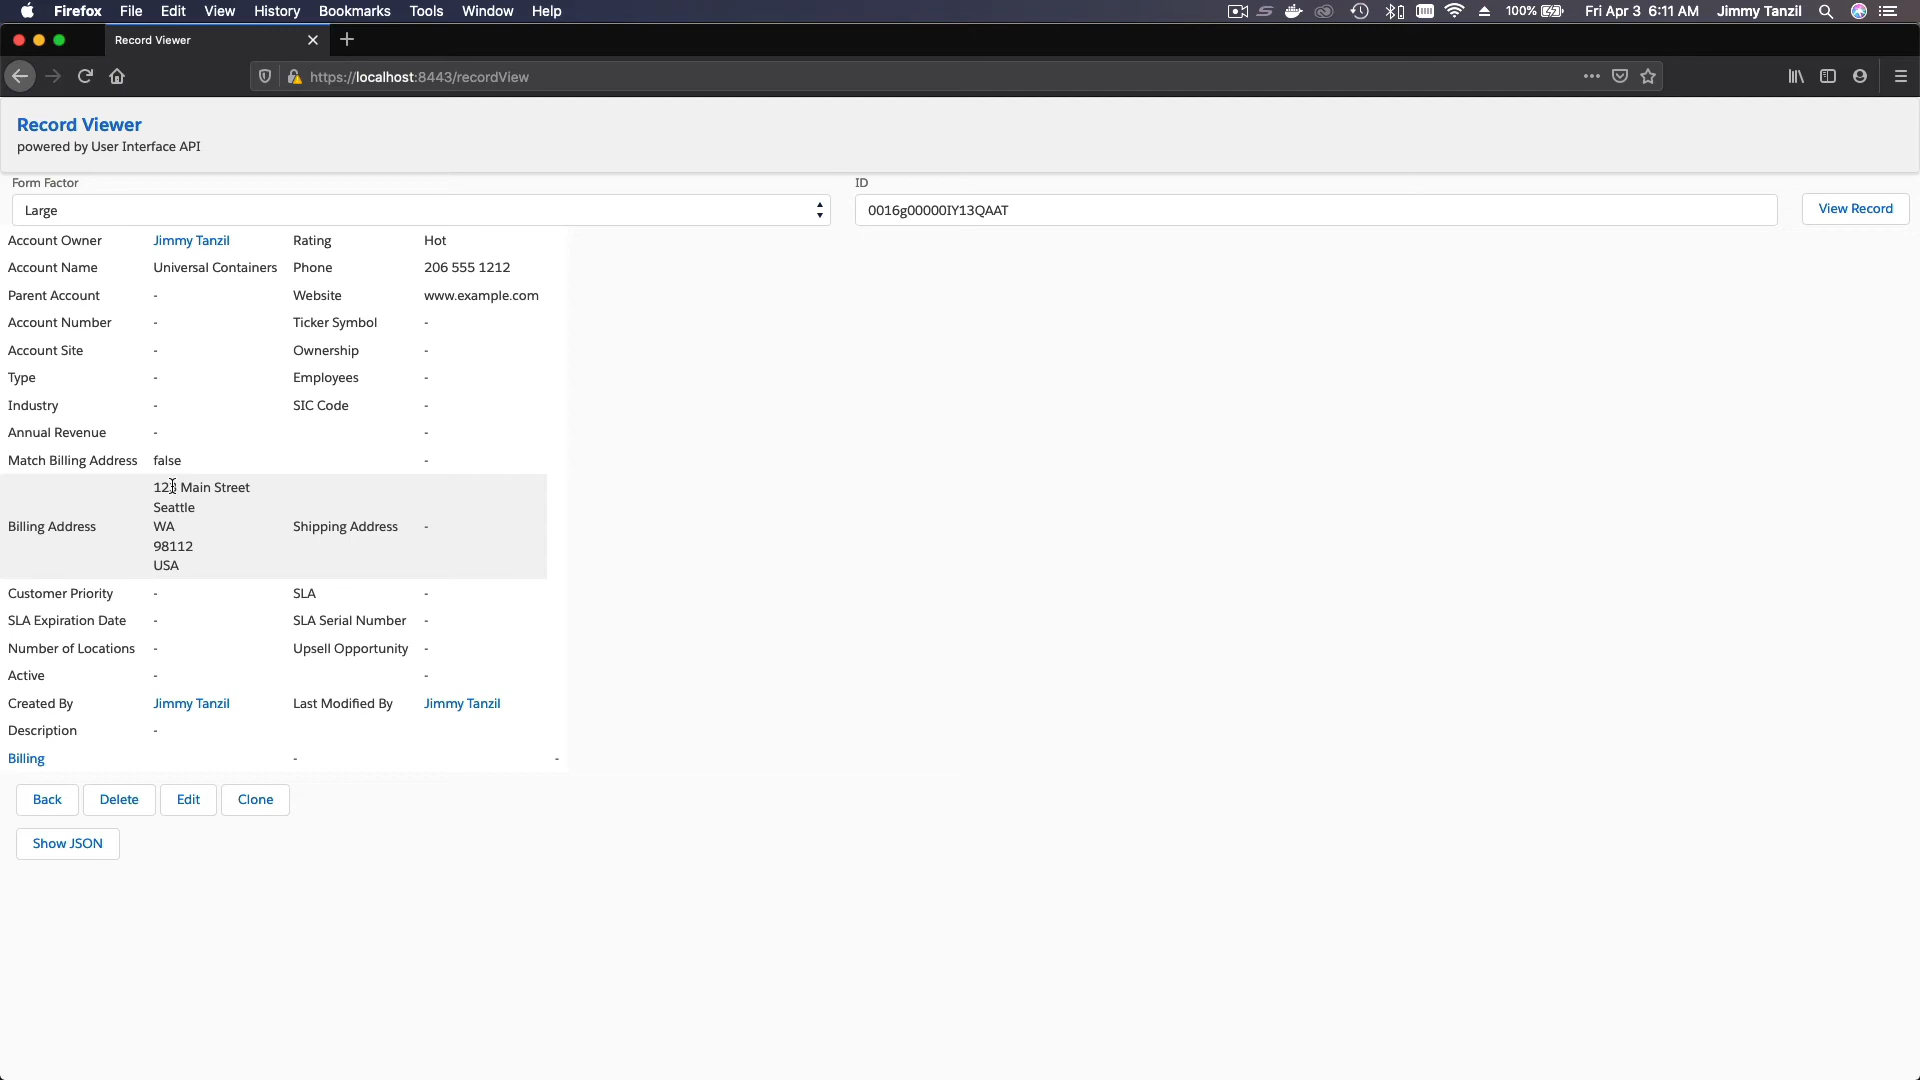 Firefox File Edit View History Bookmarks Tools Window Help 100% Fri Apr 3 6:11 AM Jimmy Tanzil
Record Viewer
https://localhost:8443/recordView
Record Viewer
powered by User Interface API
Form Factor ID
Large 0016g00000IY13QAAT View Record
Account Owner Jimmy Tanzil Rating Hot
Account Name Universal Containers Phone 206 555 1212
Parent Account - Website www.example.com
Account Number - Ticker Symbol -
Account Site - Ownership -
Type - Employees -
Industry - SIC Code -
Annual Revenue - -
Match Billing Address false -
123 Main Street
Seattle
Billing Address WA Shipping Address -
98112
USA
Customer Priority - SLA -
SLA Expiration Date - SLA Serial Number -
Number of Locations - Upsell Opportunity -
Active - -
Created By Jimmy Tanzil Last Modified By Jimmy Tanzil
Description -
Billing - -
Back Delete Edit Clone
Show JSON